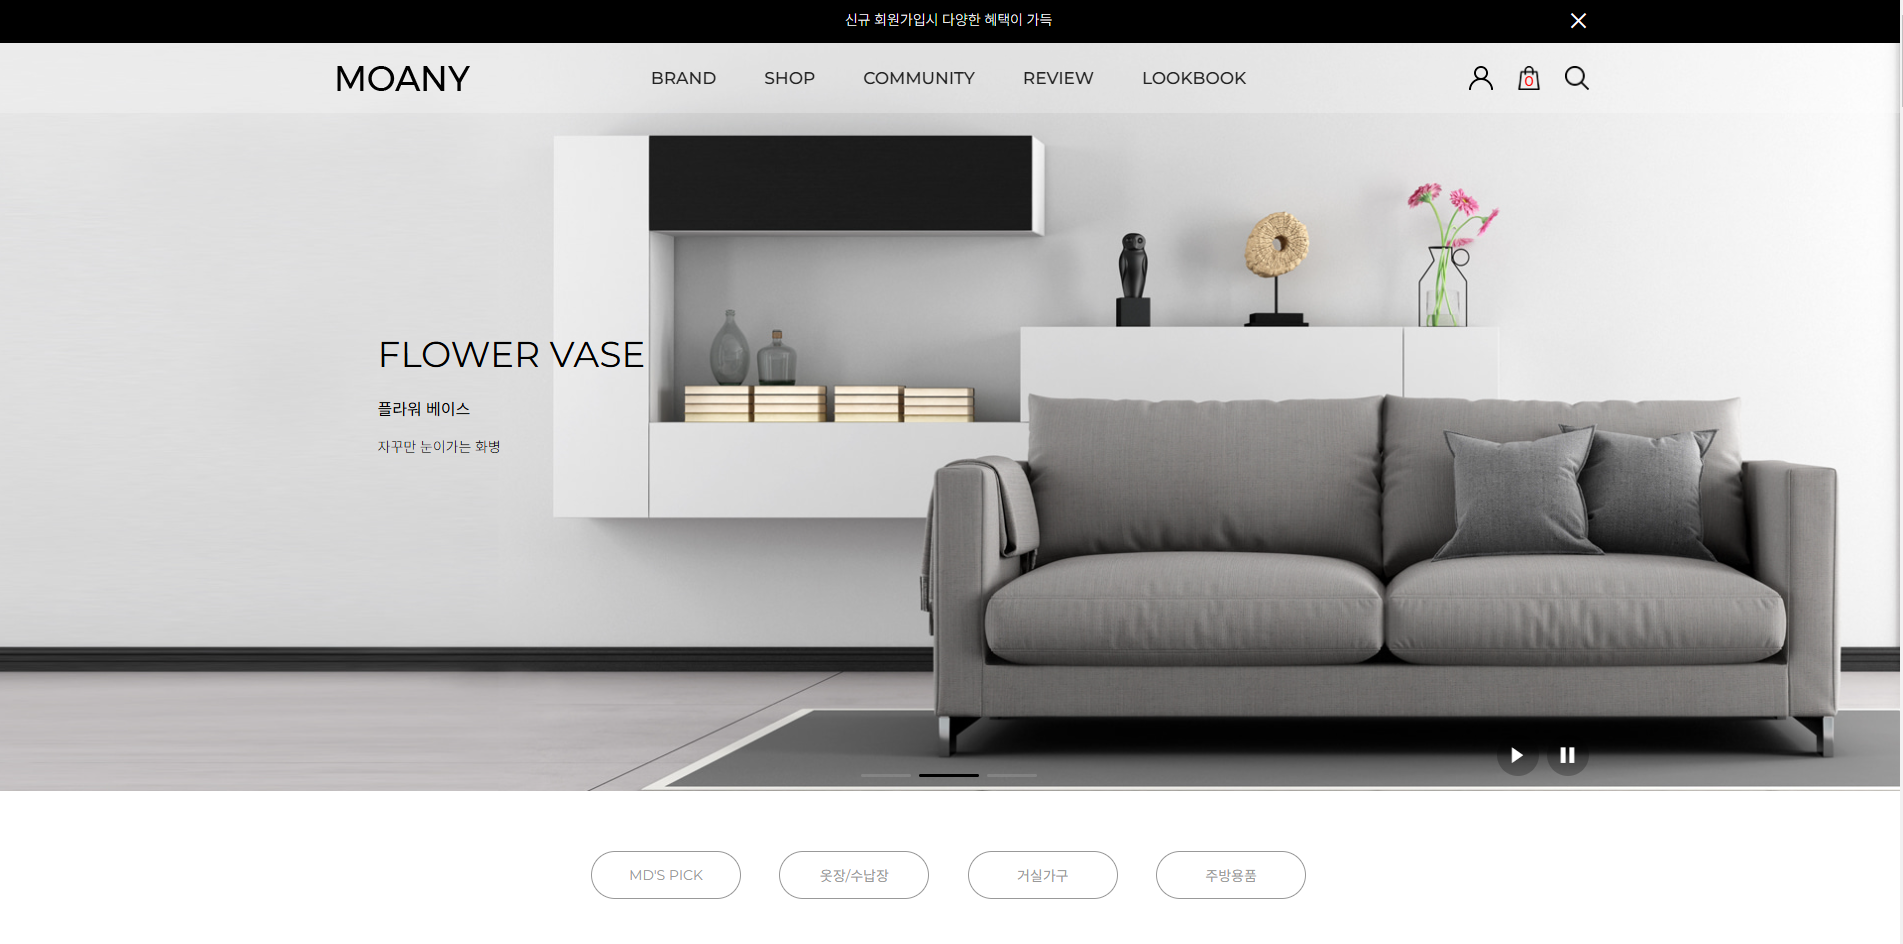 신규 회원가입시 다양한 혜택이 가득
MOANY
BRAND SHOP COMMUNITY REVIEW LOOKBOOK
0
FLOWER VASE
플라워 베이스
자꾸만 눈이가는 화병
MD'S PICK 옷장/수납장 거실가구 주방용품